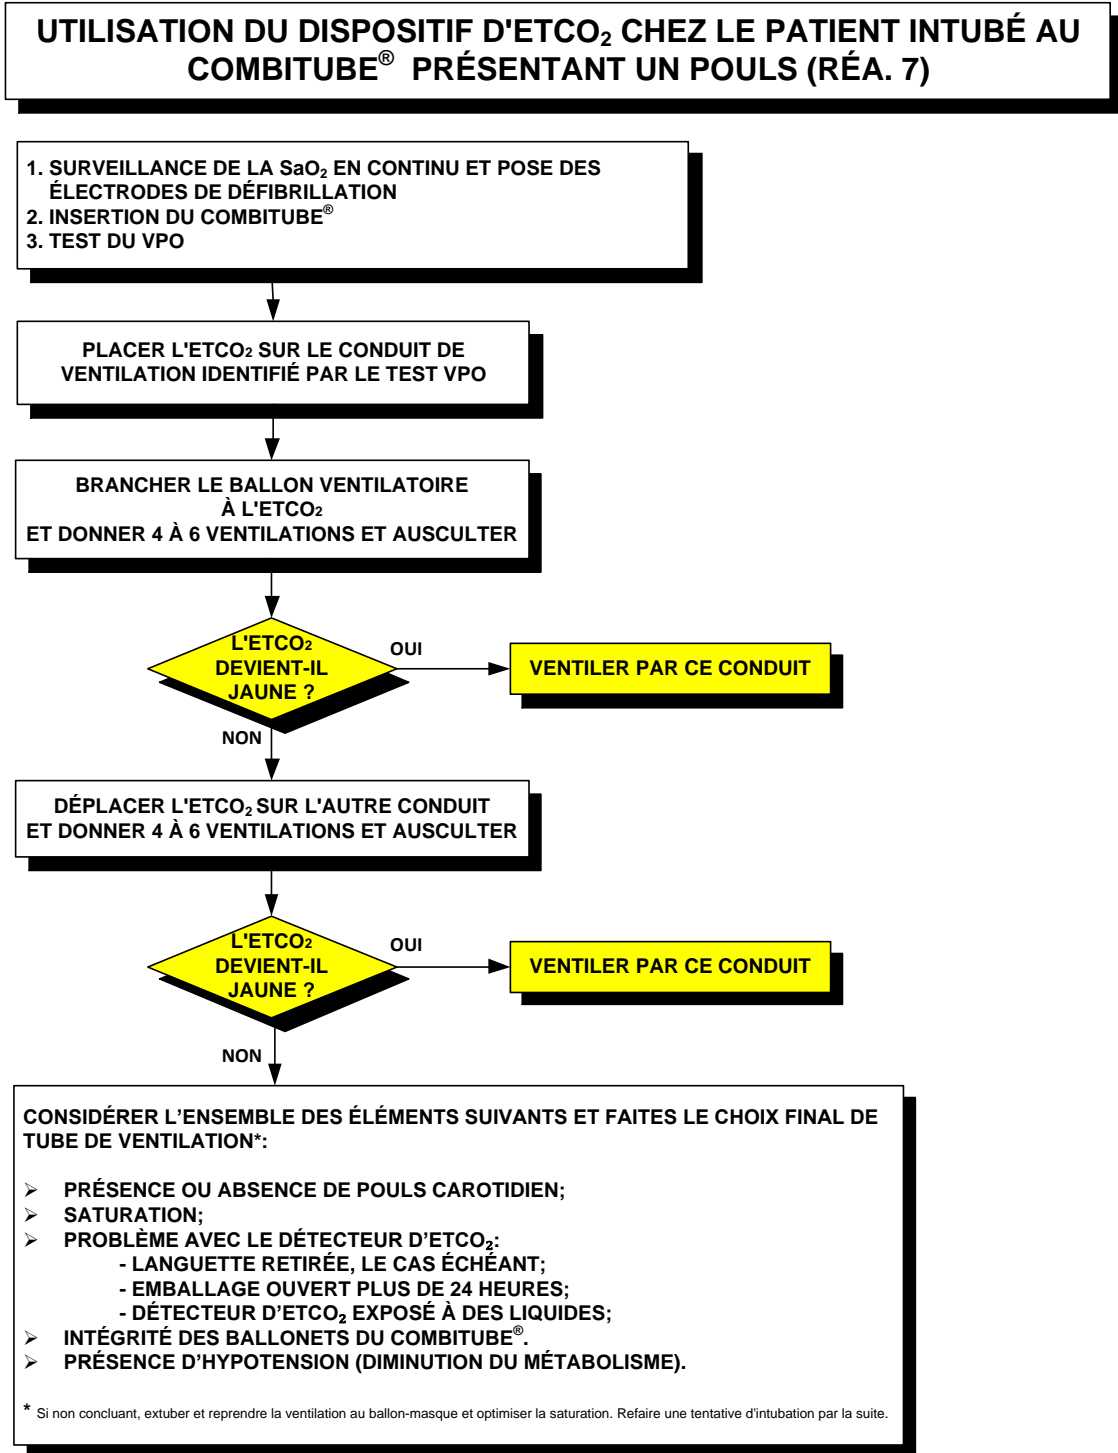 UTILISATION DU DISPOSITIF D'ETCO₂ CHEZ LE PATIENT INTUBÉ AU
COMBITUBE® PRÉSENTANT UN POULS (RÉA. 7)
1. SURVEILLANCE DE LA SaO₂ EN CONTINU ET POSE DES
ÉLECTRODES DE DÉFIBRILLATION
2. INSERTION DU COMBITUBE®
3. TEST DU VPO
PLACER L'ETCO₂ SUR LE CONDUIT DE
VENTILATION IDENTIFIÉ PAR LE TEST VPO
BRANCHER LE BALLON VENTILATOIRE
À L'ETCO₂
ET DONNER 4 À 6 VENTILATIONS ET AUSCULTER
L'ETCO₂
DEVIENT-IL
JAUNE ?
OUI
VENTILER PAR CE CONDUIT
NON
DÉPLACER L'ETCO₂ SUR L'AUTRE CONDUIT
ET DONNER 4 À 6 VENTILATIONS ET AUSCULTER
L'ETCO₂
DEVIENT-IL
JAUNE ?
OUI
VENTILER PAR CE CONDUIT
NON
CONSIDÉRER L’ENSEMBLE DES ÉLÉMENTS SUIVANTS ET FAITES LE CHOIX FINAL DE
TUBE DE VENTILATION*:
➢ PRÉSENCE OU ABSENCE DE POULS CAROTIDIEN;
➢ SATURATION;
➢ PROBLÈME AVEC LE DÉTECTEUR D’ETCO₂:
- LANGUETTE RETIRÉE, LE CAS ÉCHÉANT;
- EMBALLAGE OUVERT PLUS DE 24 HEURES;
- DÉTECTEUR D’ETCO₂ EXPOSÉ À DES LIQUIDES;
➢ INTÉGRITÉ DES BALLONETS DU COMBITUBE®.
➢ PRÉSENCE D’HYPOTENSION (DIMINUTION DU MÉTABOLISME).
* Si non concluant, extuber et reprendre la ventilation au ballon-masque et optimiser la saturation. Refaire une tentative d'intubation par la suite.